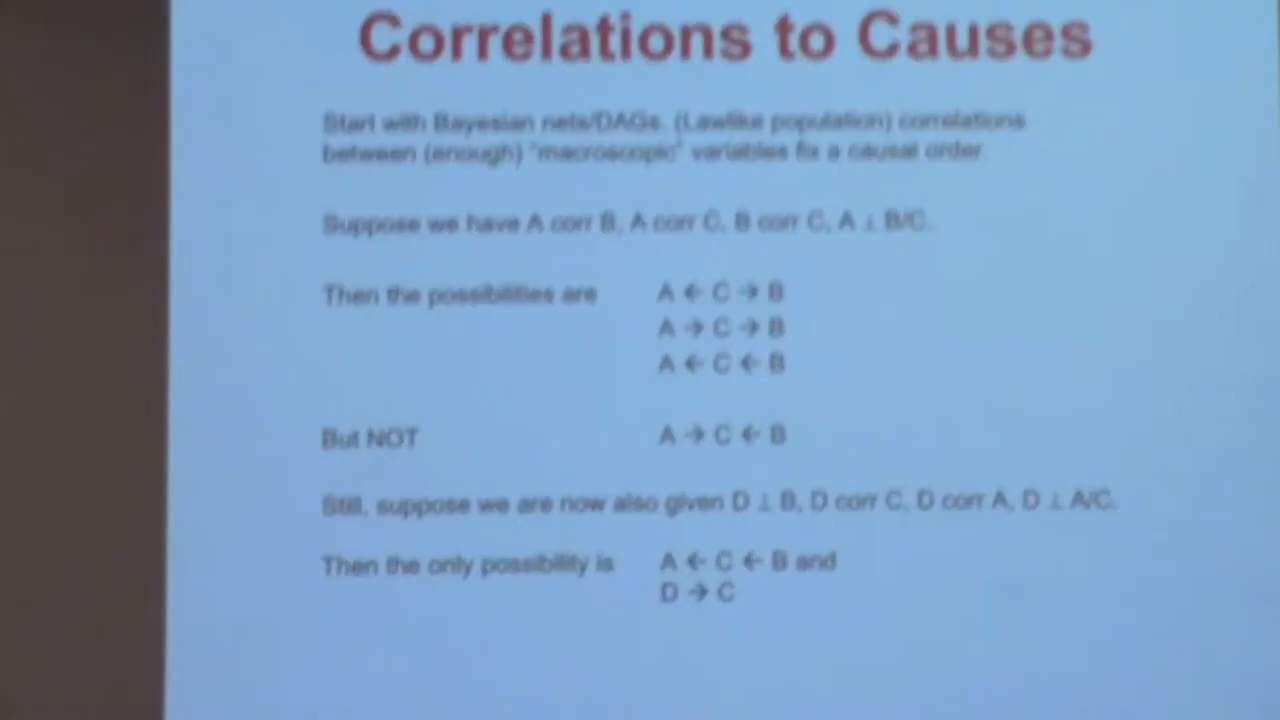 Correlations to Causes
Start with Bayesian nets/DAGs. (Lawlike population) correlations
between (enough) "macroscopic" variables fix a causal order.
Suppose we have A corr B, A corr C, B corr C, A ⊥ B/C.
Then the possibilities are A ← C → B
A → C → B
A ← C ← B
But NOT A → C ← B
Still, suppose we are now also given D ⊥ B, D corr C, D corr A, D ⊥ A/C.
Then the only possibility is A ← C ← B and
D → C